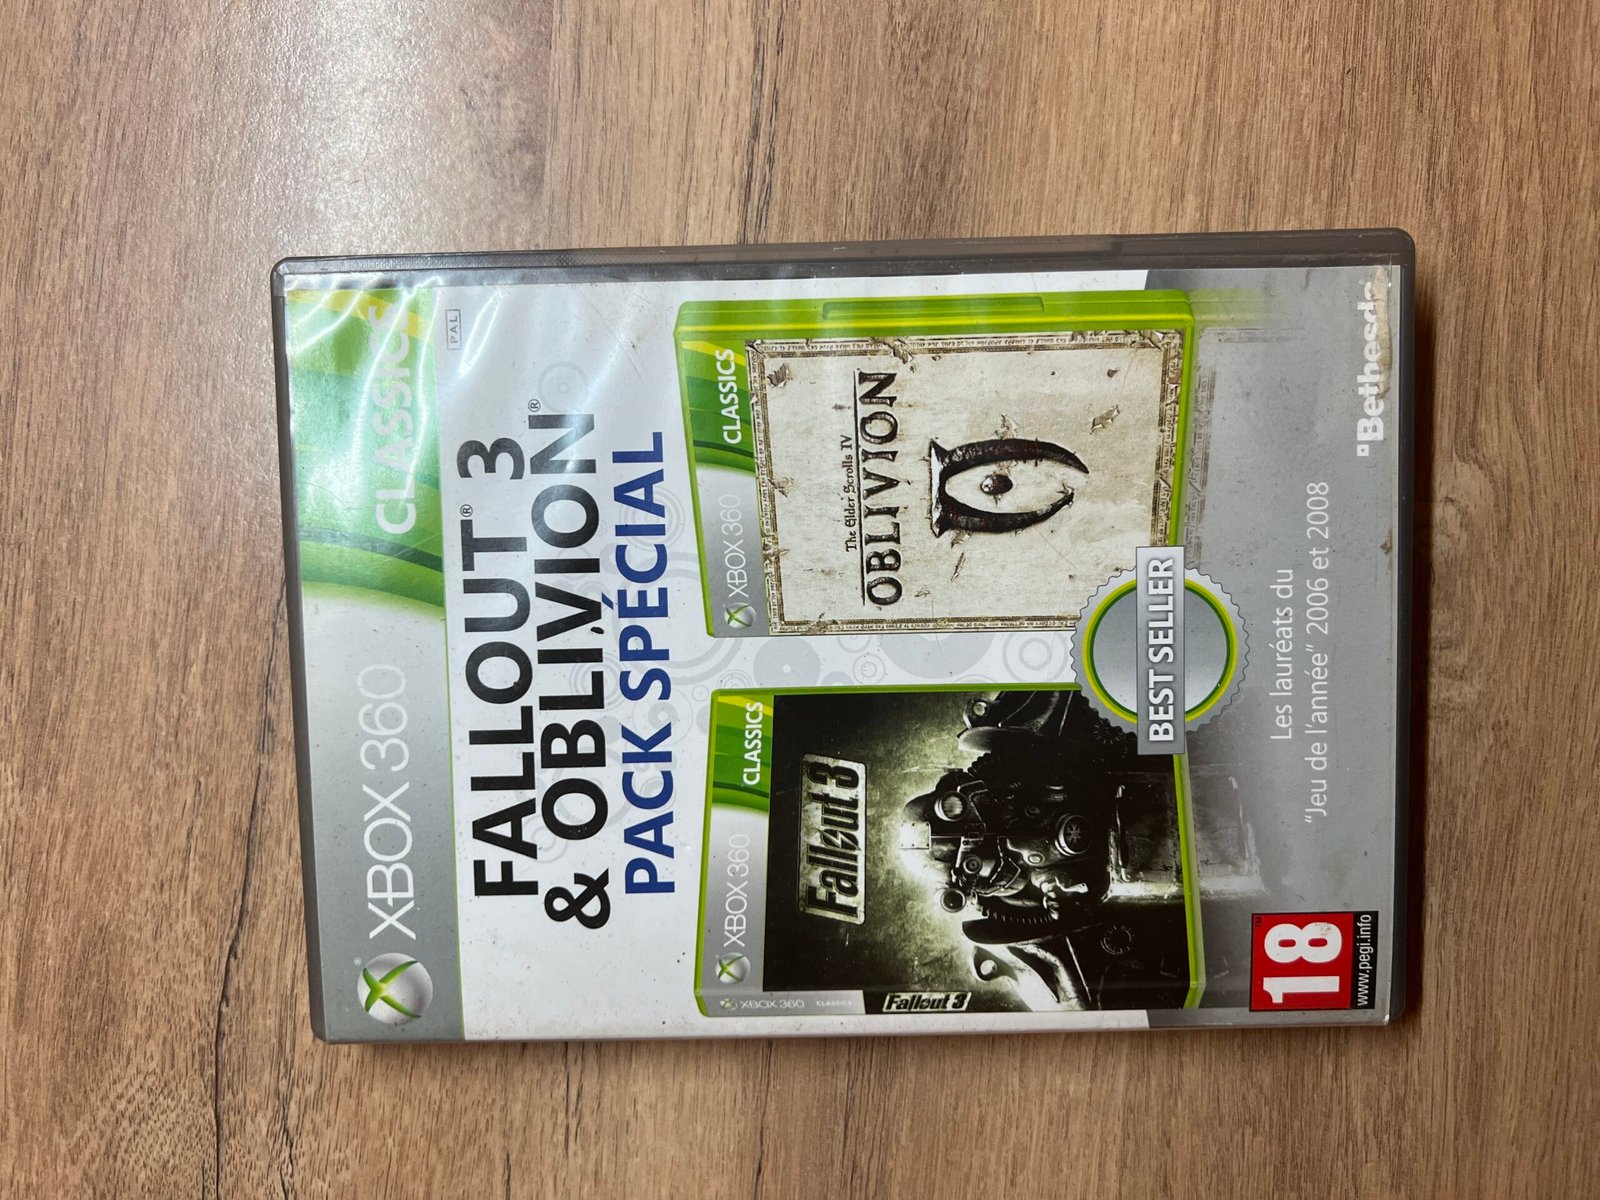 XBOX 360
CLASSICS
PAL
FALLOUT® 3
& OBLIVION®
PACK SPÉCIAL
XBOX 360
CLASSICS
Fallout 3
XBOX 360
CLASSICS
Fallout 3
XBOX 360
CLASSICS
The Elder Scrolls IV
OBLIVION
BEST SELLER
Les lauréats du
“Jeu de l'année” 2006 et 2008
18
™
www.pegi.info
Bethesda